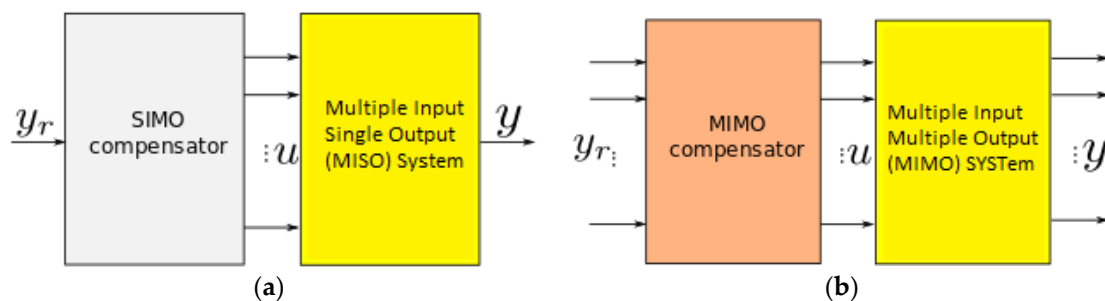 y_r
SIMO
compensator
⋮u
Multiple Input
Single Output
(MISO) System
y
(a)
y_r⋮
MIMO
compensator
⋮u
Multiple Input
Multiple Output
(MIMO) SYSTem
⋮y
(b)